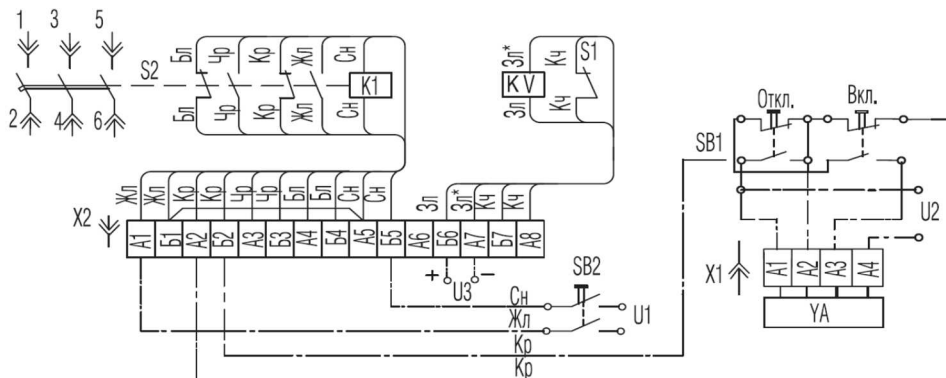 1 3 5
S2
2 4 6
Бл Чр Кр Жл Сн
K1
Бл Чр Кр Жл Сн
Зл* Кч S1
KV
Зл Кч
Откл. Вкл.
SB1
Жл Жл Кр Кр Чр Чр Бл Бл Сн Сн Зл Зл* Кч Кч
X2
А1 Б1 А2 Б2 А3 Б3 А4 Б4 А5 Б5 А6 Б6 А7 Б7 А8
+ U3 −
U2
X1
А1 А2 А3 А4
YA
SB2
Сн
Жл
U1
Кр
Кр